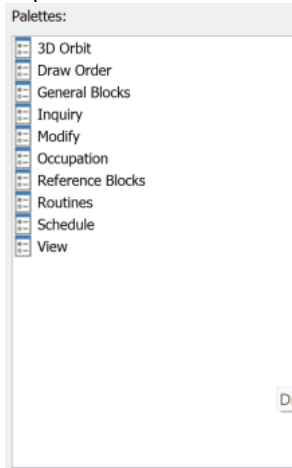 Palettes:
3D Orbit
Draw Order
General Blocks
Inquiry
Modify
Occupation
Reference Blocks
Routines
Schedule
View